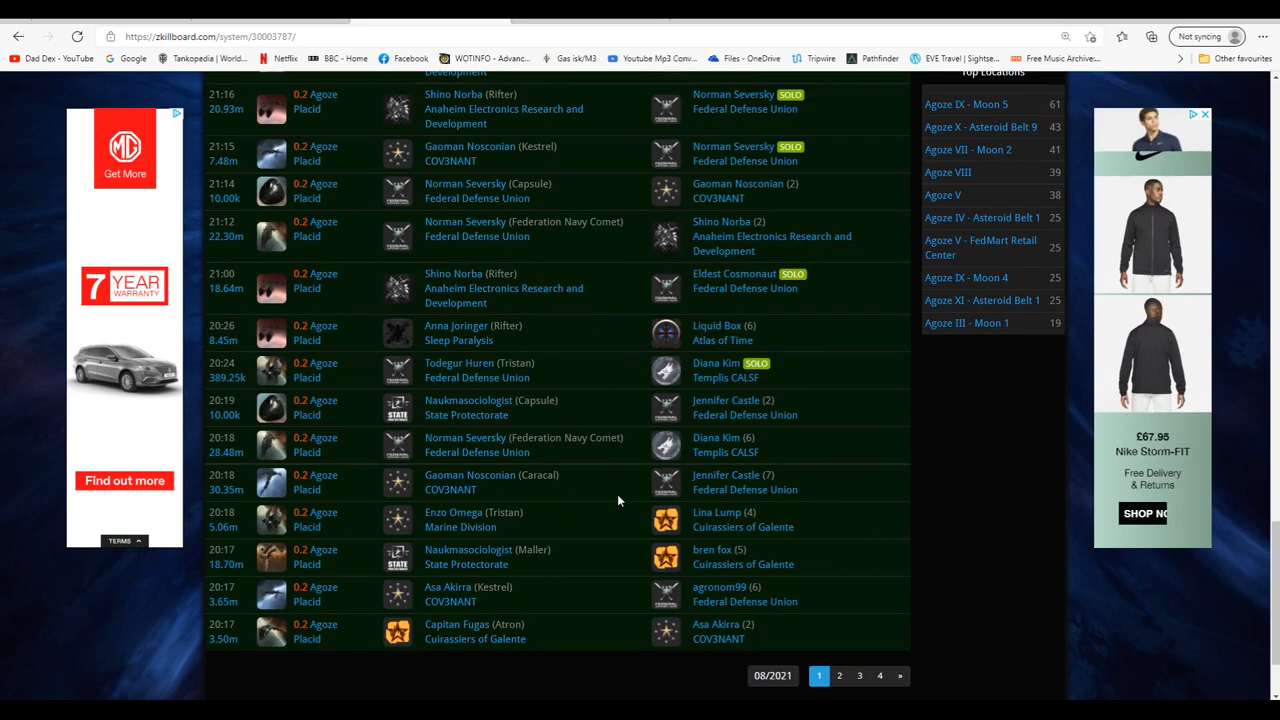 https://zkillboard.com/system/30003787/
Not syncing
Dad Dex - YouTube
Google
Tankopedia | World...
Netflix
BBC - Home
Facebook
WOTINFO - Advanc...
Gas isk/M3
Youtube Mp3 Conv...
Files - OneDrive
Tripwire
Pathfinder
EVE Travel | Sightse...
Free Music Archive:...
Other favourites
Development
21:16 0.2 Agoze Shino Norba (Rifter) Norman Seversky SOLO
20.93m Placid Anaheim Electronics Research and Federal Defense Union
Development
21:15 0.2 Agoze Gaoman Nosconian (Kestrel) Norman Seversky SOLO
7.48m Placid COV3NANT Federal Defense Union
21:14 0.2 Agoze Norman Seversky (Capsule) Gaoman Nosconian (2)
10.00k Placid Federal Defense Union COV3NANT
21:12 0.2 Agoze Norman Seversky (Federation Navy Comet) Shino Norba (2)
22.30m Placid Federal Defense Union Anaheim Electronics Research and
Development
21:00 0.2 Agoze Shino Norba (Rifter) Eldest Cosmonaut SOLO
18.64m Placid Anaheim Electronics Research and Federal Defense Union
Development
20:26 0.2 Agoze Anna Joringer (Rifter) Liquid Box (6)
8.45m Placid Sleep Paralysis Atlas of Time
20:24 0.2 Agoze Todegur Huren (Tristan) Diana Kim SOLO
389.25k Placid Federal Defense Union Templis CALSF
20:19 0.2 Agoze Naukmasociologist (Capsule) Jennifer Castle (2)
10.00k Placid STATE State Protectorate Federal Defense Union
20:18 0.2 Agoze Norman Seversky (Federation Navy Comet) Diana Kim (6)
28.48m Placid Federal Defense Union Templis CALSF
20:18 0.2 Agoze Gaoman Nosconian (Caracal) Jennifer Castle (7)
30.35m Placid COV3NANT Federal Defense Union
20:18 0.2 Agoze Enzo Omega (Tristan) Lina Lump (4)
5.06m Placid Marine Division Cuirassiers of Galente
20:17 0.2 Agoze Naukmasociologist (Maller) bren fox (5)
18.70m Placid STATE State Protectorate Cuirassiers of Galente
20:17 0.2 Agoze Asa Akirra (Kestrel) agronom99 (6)
3.65m Placid COV3NANT Federal Defense Union
20:17 0.2 Agoze Capitan Fugas (Atron) Asa Akirra (2)
3.50m Placid Cuirassiers of Galente COV3NANT
08/2021 1 2 3 4 »
Top Locations
Agoze IX - Moon 5 61
Agoze X - Asteroid Belt 9 43
Agoze VII - Moon 2 41
Agoze VIII 39
Agoze V 38
Agoze IV - Asteroid Belt 1 25
Agoze V - FedMart Retail
Center 25
Agoze IX - Moon 4 25
Agoze XI - Asteroid Belt 1 25
Agoze III - Moon 1 19
MG
Get More
7 YEAR
WARRANTY
Find out more
TERMS
£67.95
Nike Storm-FIT
Free Delivery
& Returns
SHOP NO